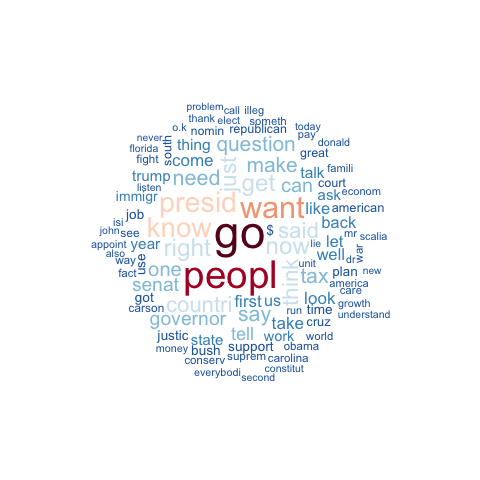 problem call illeg
thank elect someth
o.k nomin republican today
never south pay
florida thing question donald
fight come just make great
trump need get can talk famili
listen court
immigr presid want like ask econom
job american
isi know go $ said back
john see let mr scalia
appoint year right now lie well dr war
also use
way one peopl think unit plan new
fact senat tax america
got countri first us look care
carson growth
governor say run time understand
tell take cruz
justic state work world
money bush support obama
conserv suprem carolina
everybodi constitut
second